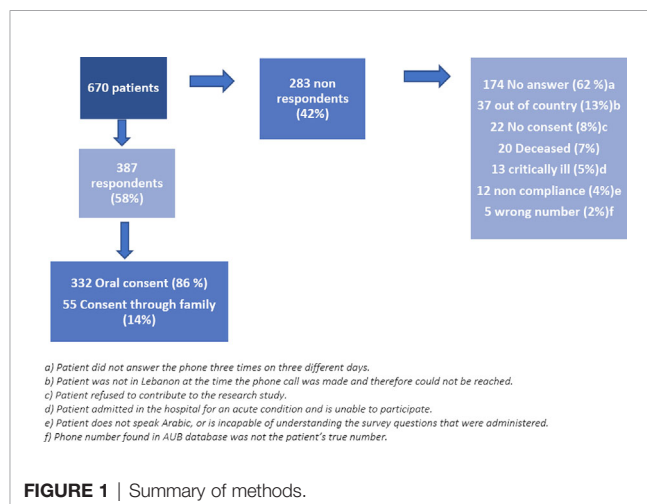 670 patients
283 non
respondents
(42%)
174 No answer (62 %)a
37 out of country (13%)b
22 No consent (8%)c
20 Deceased (7%)
13 critically ill (5%)d
12 non compliance (4%)e
5 wrong number (2%)f
387
respondents
(58%)
332 Oral consent (86 %)
55 Consent through family
(14%)
a) Patient did not answer the phone three times on three different days.
b) Patient was not in Lebanon at the time the phone call was made and therefore could not be reached.
c) Patient refused to contribute to the research study.
d) Patient admitted in the hospital for an acute condition and is unable to participate.
e) Patient does not speak Arabic, or is incapable of understanding the survey questions that were administered.
f) Phone number found in AUB database was not the patient's true number.
FIGURE 1 | Summary of methods.